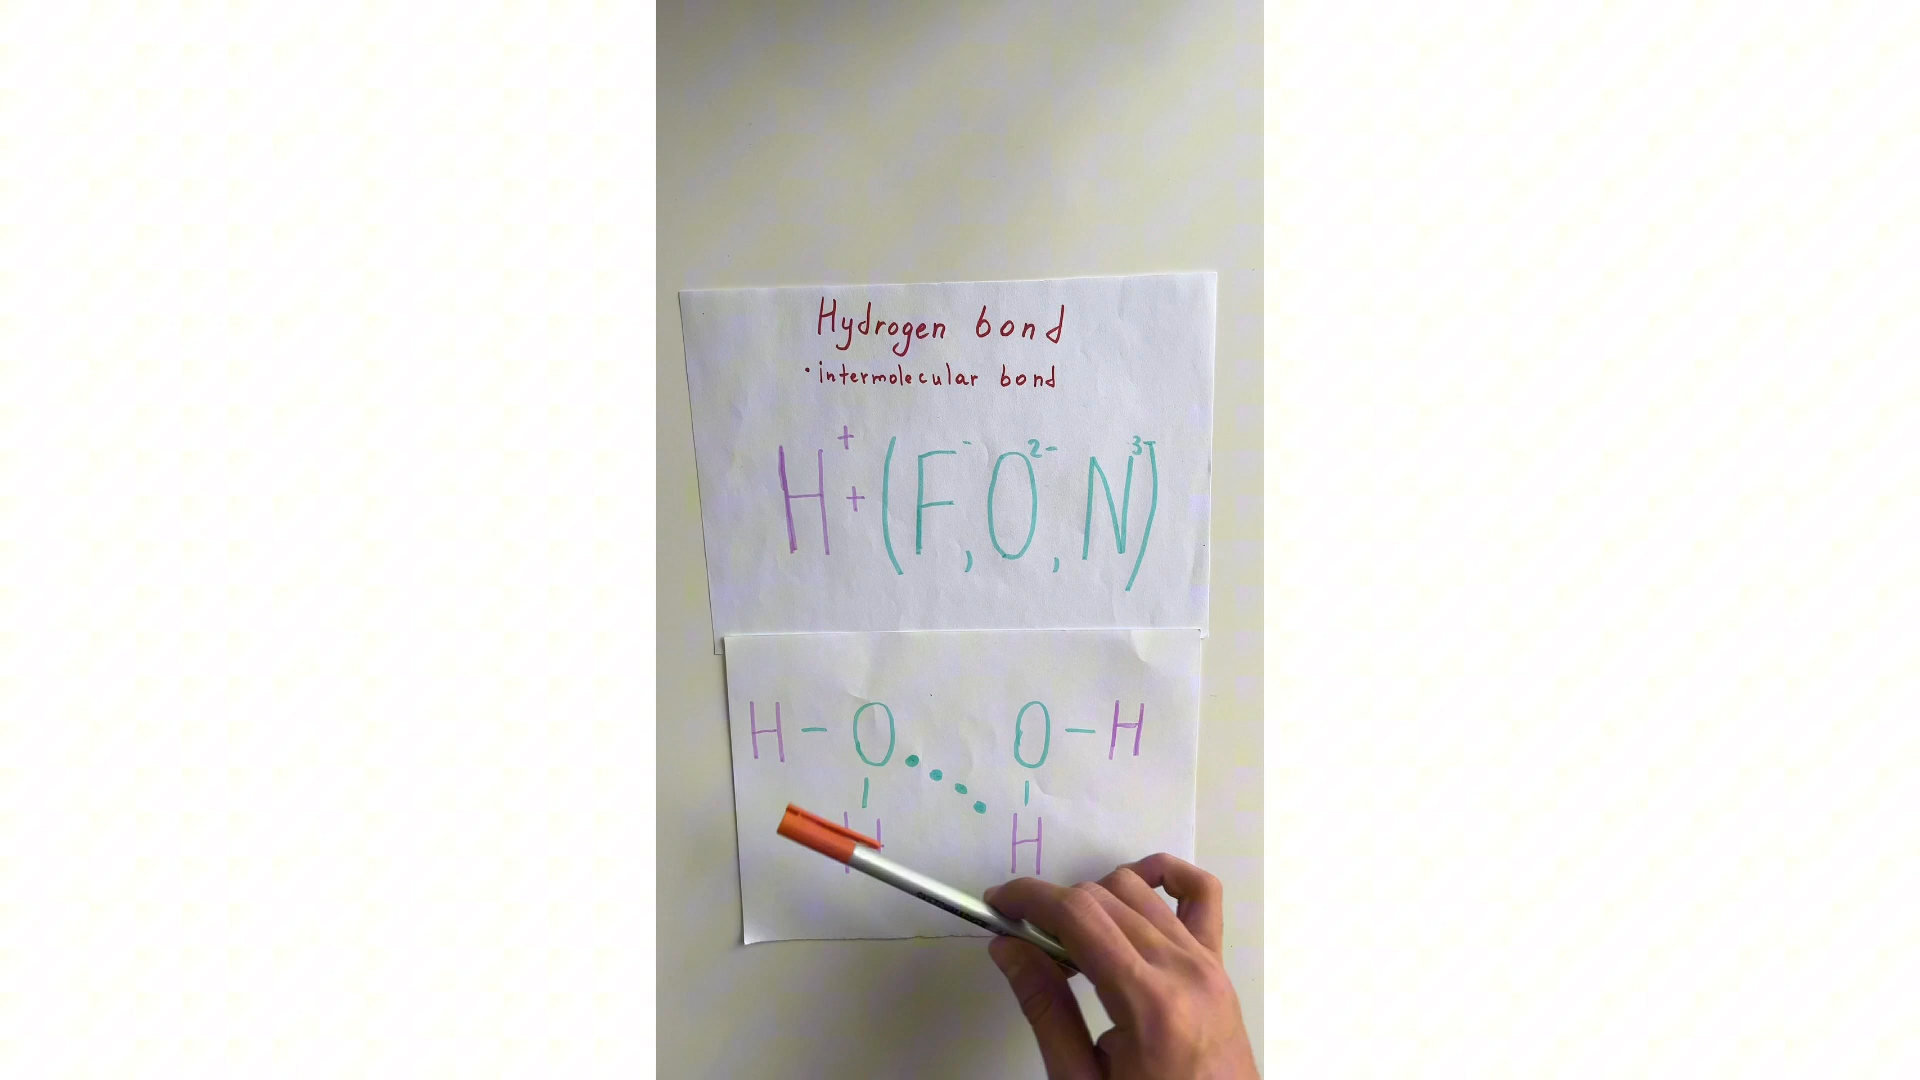 Hydrogen bond
· intermolecular bond
H⁺ + (F⁻, O²⁻, N³⁻)
H – O •••• O – H
H H